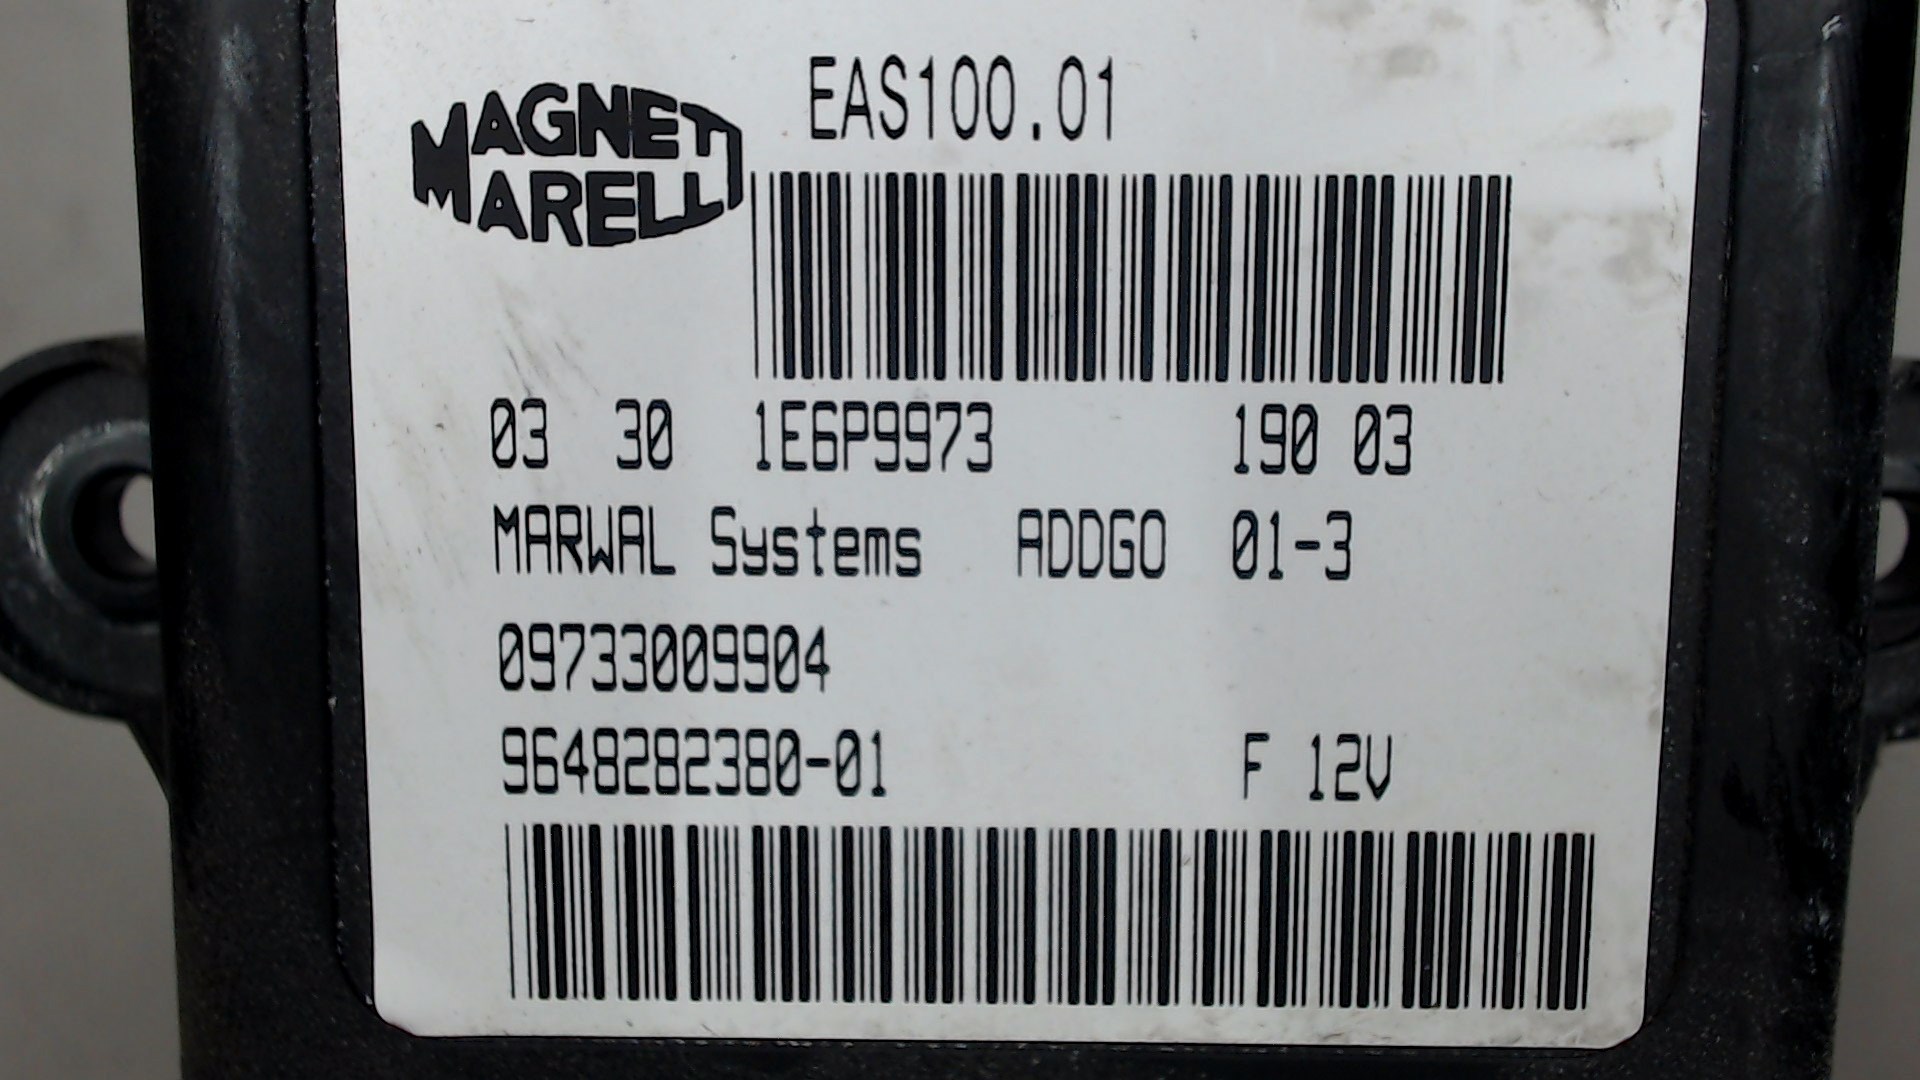 MAGNETI
MARELLI
EAS100.01
03 30 1E6P9973 190 03
MARWAL Systems ADDGO 01-3
09733009904
9648282380-01 F 12V